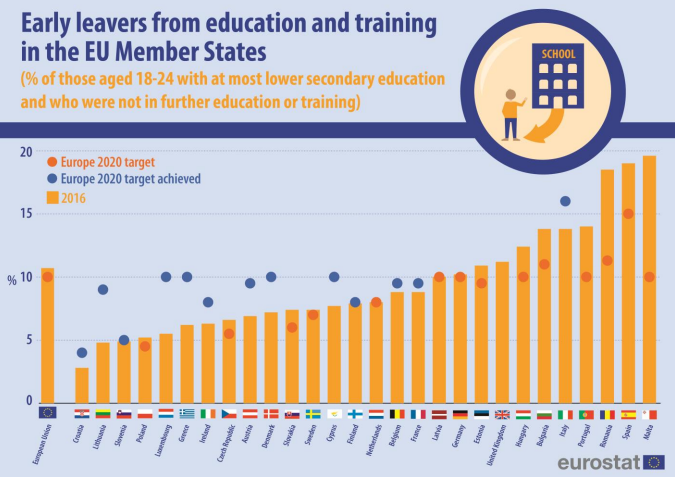 Early leavers from education and training
in the EU Member States
(% of those aged 18-24 with at most lower secondary education
and who were not in further education or training)
SCHOOL
20
Europe 2020 target
Europe 2020 target achieved
2016
15
%
10
5
0
European Union
Croatia
Lithuania
Slovenia
Poland
Luxembourg
Greece
Ireland
Czech Republic
Austria
Denmark
Slovakia
Sweden
Cyprus
Finland
Netherlands
Belgium
France
Latvia
Germany
Estonia
United Kingdom
Hungary
Bulgaria
Italy
Portugal
Romania
Spain
Malta
eurostat